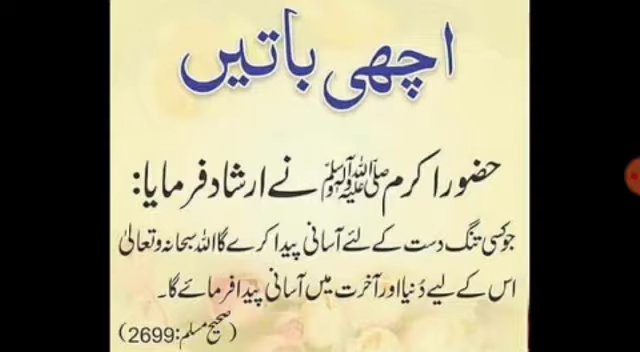 اچھی باتیں
حضور اکرم ﷺ نے ارشاد فرمایا:
جو کسی تنگ دست کے لئے آسانی پیدا کرے گا اللہ سبحانہ وتعالیٰ
اس کے لیے دُنیا اور آخرت میں آسانی پیدا فرمائے گا۔
(صحیح مسلم:2699)